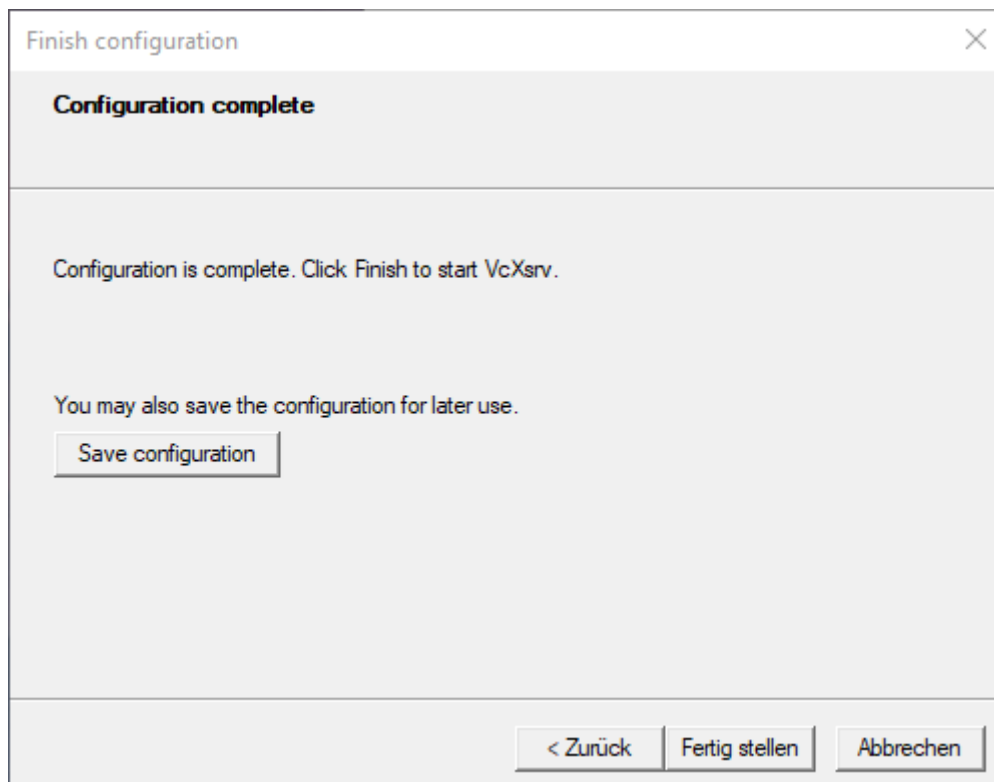 Finish configuration
Configuration complete
Configuration is complete. Click Finish to start VcXsrv.
You may also save the configuration for later use.
Save configuration
< Zurück Fertig stellen Abbrechen